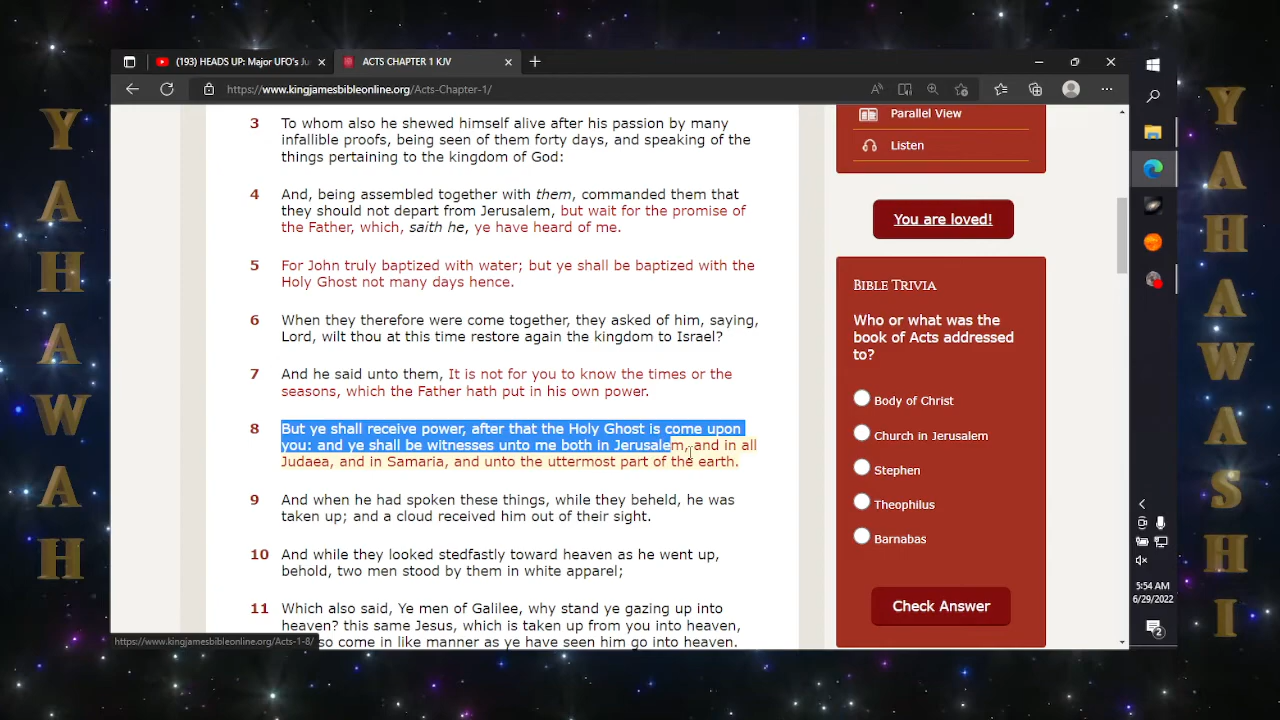 YAHAWAH
(193) HEADS UP: Major UFO's Ju
ACTS CHAPTER 1 KJV
https://www.kingjamesbibleonline.org/Acts-Chapter-1/
3 To whom also he shewed himself alive after his passion by many
infallible proofs, being seen of them forty days, and speaking of the
things pertaining to the kingdom of God:
4 And, being assembled together with them, commanded them that
they should not depart from Jerusalem, but wait for the promise of
the Father, which, saith he, ye have heard of me.
5 For John truly baptized with water; but ye shall be baptized with the
Holy Ghost not many days hence.
6 When they therefore were come together, they asked of him, saying,
Lord, wilt thou at this time restore again the kingdom to Israel?
7 And he said unto them, It is not for you to know the times or the
seasons, which the Father hath put in his own power.
8 But ye shall receive power, after that the Holy Ghost is come upon
you: and ye shall be witnesses unto me both in Jerusalem, and in all
Judaea, and in Samaria, and unto the uttermost part of the earth.
9 And when he had spoken these things, while they beheld, he was
taken up; and a cloud received him out of their sight.
10 And while they looked stedfastly toward heaven as he went up,
behold, two men stood by them in white apparel;
11 Which also said, Ye men of Galilee, why stand ye gazing up into
heaven? this same Jesus, which is taken up from you into heaven,
so come in like manner as ye have seen him go into heaven.
https://www.kingjamesbibleonline.org/Acts-1-8/
Parallel View
Listen
You are loved!
BIBLE TRIVIA
Who or what was the
book of Acts addressed
to?
Body of Christ
Church in Jerusalem
Stephen
Theophilus
Barnabas
Check Answer
5:54 AM
6/29/2022
2
YAHAWASHI